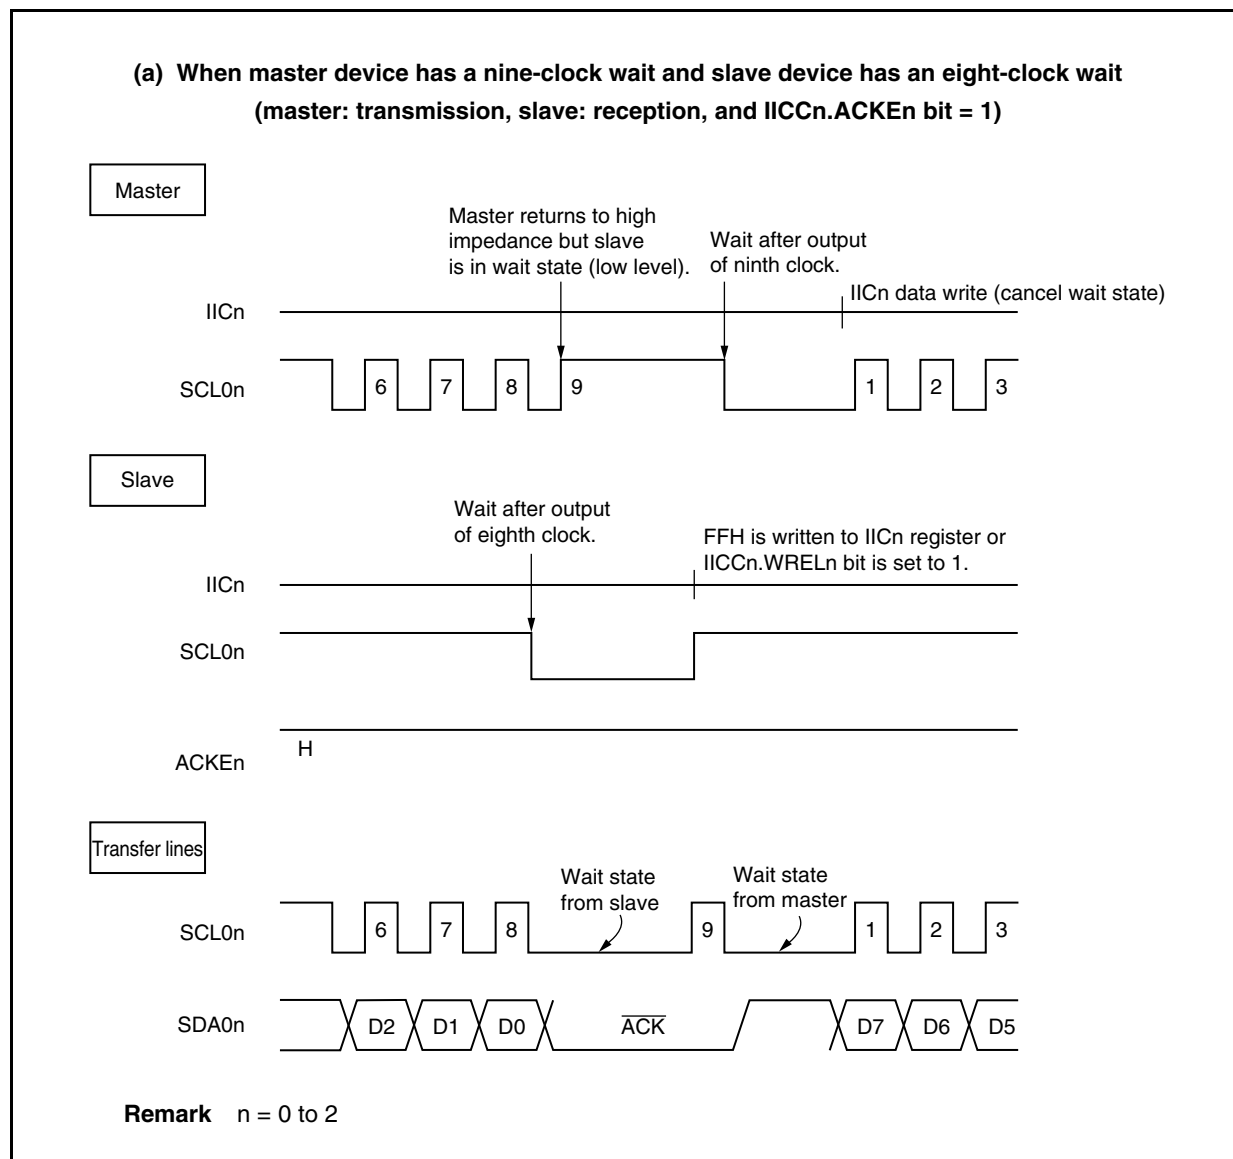 (a) When master device has a nine-clock wait and slave device has an eight-clock wait
(master: transmission, slave: reception, and IICCn.ACKEn bit = 1)
Master
Master returns to high
impedance but slave
is in wait state (low level).
Wait after output
of ninth clock.
IICn data write (cancel wait state)
IICn
SCL0n
6 7 8 9 1 2 3
Slave
Wait after output
of eighth clock.
FFH is written to IICn register or
IICCn.WRELn bit is set to 1.
IICn
SCL0n
H
ACKEn
Transfer lines
Wait state
from slave
Wait state
from master
SCL0n
6 7 8 9 1 2 3
SDA0n
D2 D1 D0 ACK D7 D6 D5
Remark n = 0 to 2